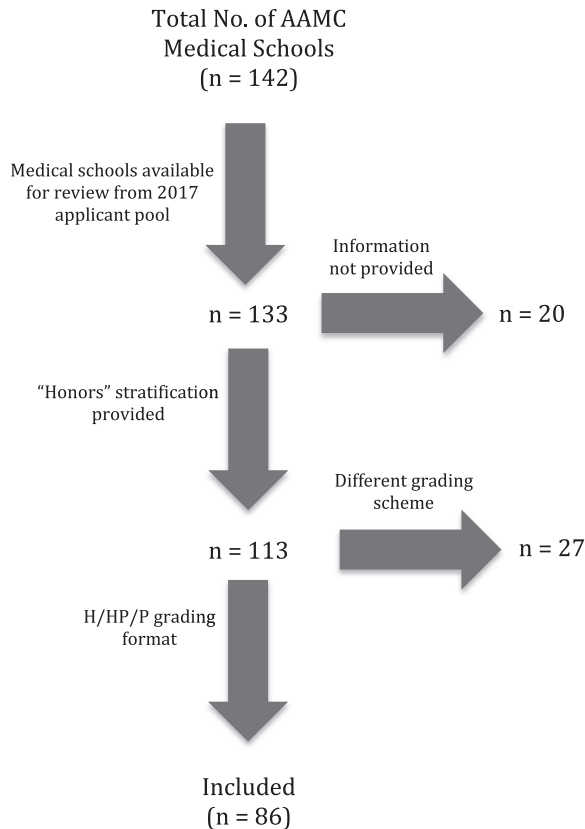 Total No. of AAMC
Medical Schools
(n = 142)
Medical schools available
for review from 2017
applicant pool
Information
not provided
n = 133
n = 20
“Honors” stratification
provided
Different grading
scheme
n = 113
n = 27
H/HP/P grading
format
Included
(n = 86)